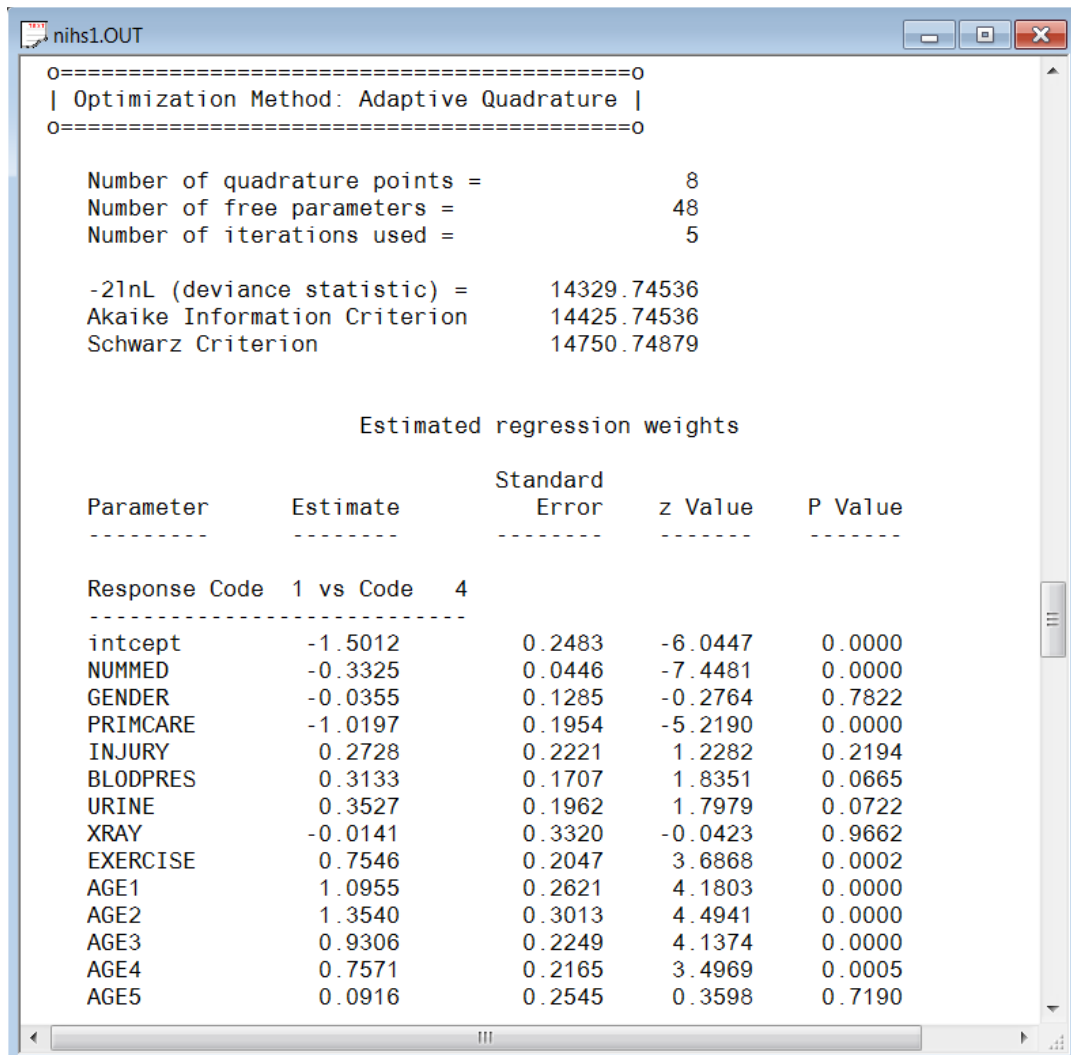 nihs1.OUT
o==========================================o
| Optimization Method: Adaptive Quadrature |
o==========================================o
Number of quadrature points = 8
Number of free parameters = 48
Number of iterations used = 5
-2lnL (deviance statistic) = 14329.74536
Akaike Information Criterion 14425.74536
Schwarz Criterion 14750.74879
Estimated regression weights
Standard
Parameter Estimate Error z Value P Value
--------- -------- -------- ------- -------
Response Code 1 vs Code 4
----------------------------
intcept -1.5012 0.2483 -6.0447 0.0000
NUMMED -0.3325 0.0446 -7.4481 0.0000
GENDER -0.0355 0.1285 -0.2764 0.7822
PRIMCARE -1.0197 0.1954 -5.2190 0.0000
INJURY 0.2728 0.2221 1.2282 0.2194
BLODPRES 0.3133 0.1707 1.8351 0.0665
URINE 0.3527 0.1962 1.7979 0.0722
XRAY -0.0141 0.3320 -0.0423 0.9662
EXERCISE 0.7546 0.2047 3.6868 0.0002
AGE1 1.0955 0.2621 4.1803 0.0000
AGE2 1.3540 0.3013 4.4941 0.0000
AGE3 0.9306 0.2249 4.1374 0.0000
AGE4 0.7571 0.2165 3.4969 0.0005
AGE5 0.0916 0.2545 0.3598 0.7190